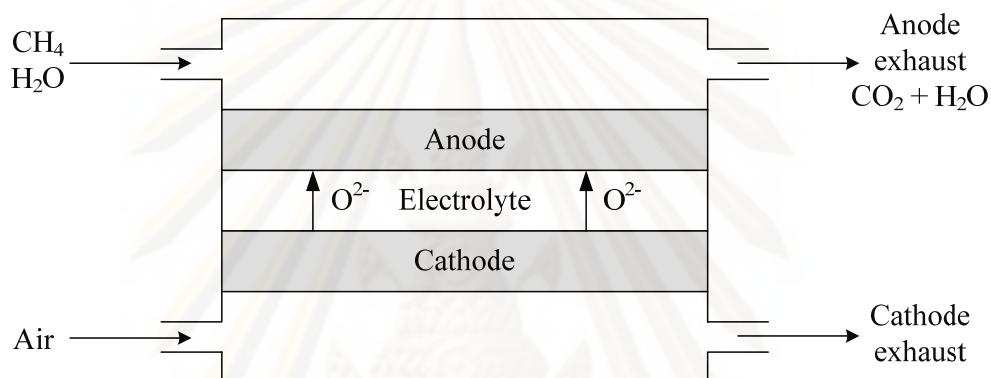 CH₄
H₂O
Anode
exhaust
CO₂ + H₂O
Anode
O²⁻ Electrolyte O²⁻
Cathode
Air
Cathode
exhaust